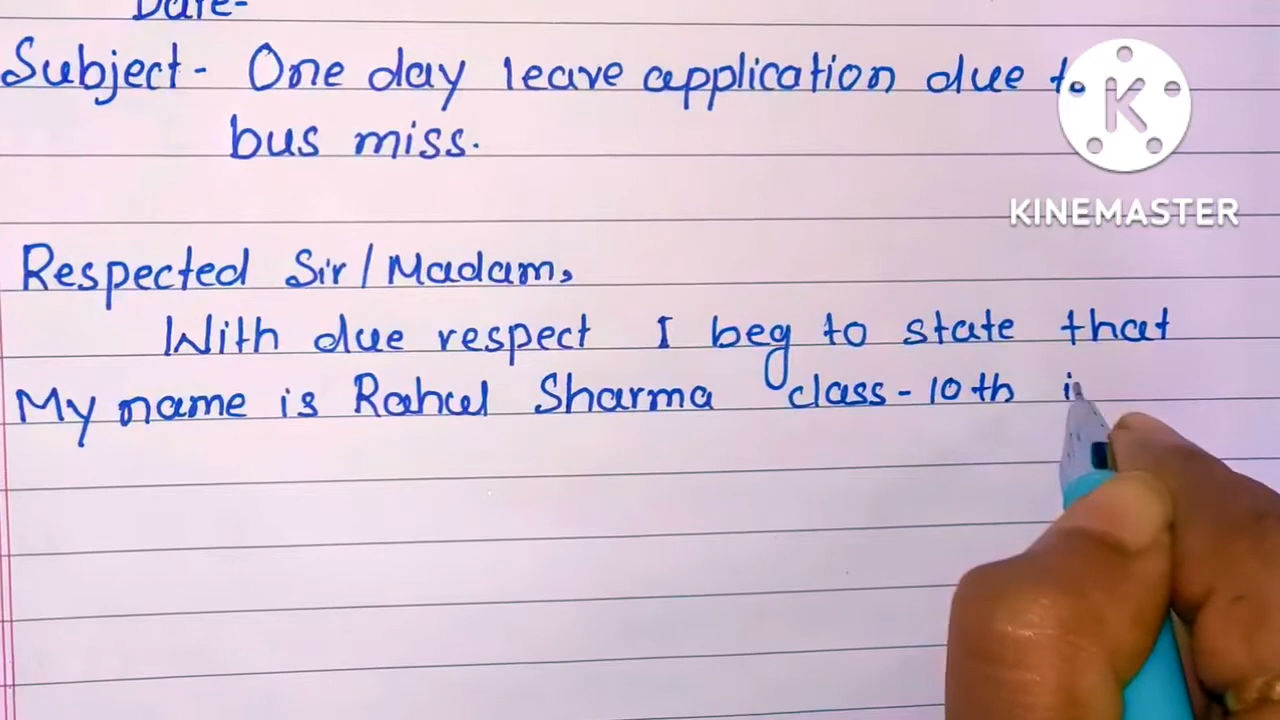 Date-
Subject - One day leave application due to
bus miss.
KINEMASTER
Respected Sir/Madam,
With due respect I beg to state that
My name is Rahul Sharma class - 10th i